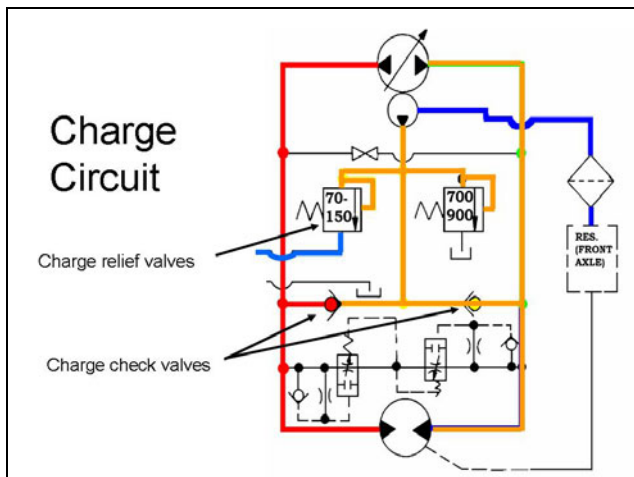 Charge
Circuit
70-
150
700
900
RES.
(FRONT
AXLE)
Charge relief valves
Charge check valves